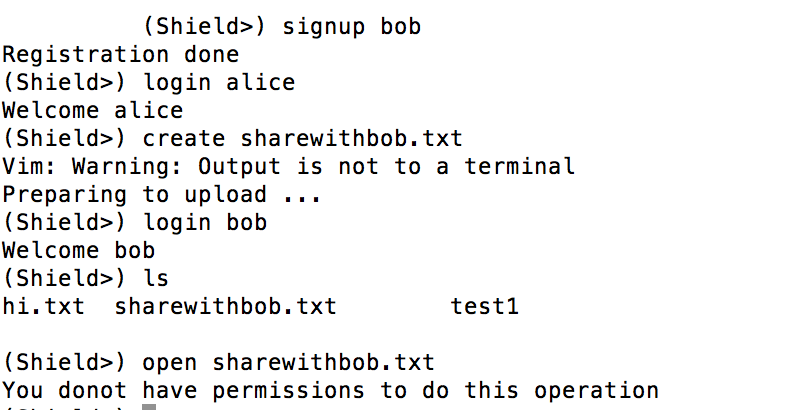 (Shield>) signup bob
Registration done
(Shield>) login alice
Welcome alice
(Shield>) create sharewithbob.txt
Vim: Warning: Output is not to a terminal
Preparing to upload ...
(Shield>) login bob
Welcome bob
(Shield>) ls
hi.txt  sharewithbob.txt        test1
(Shield>) open sharewithbob.txt
You donot have permissions to do this operation